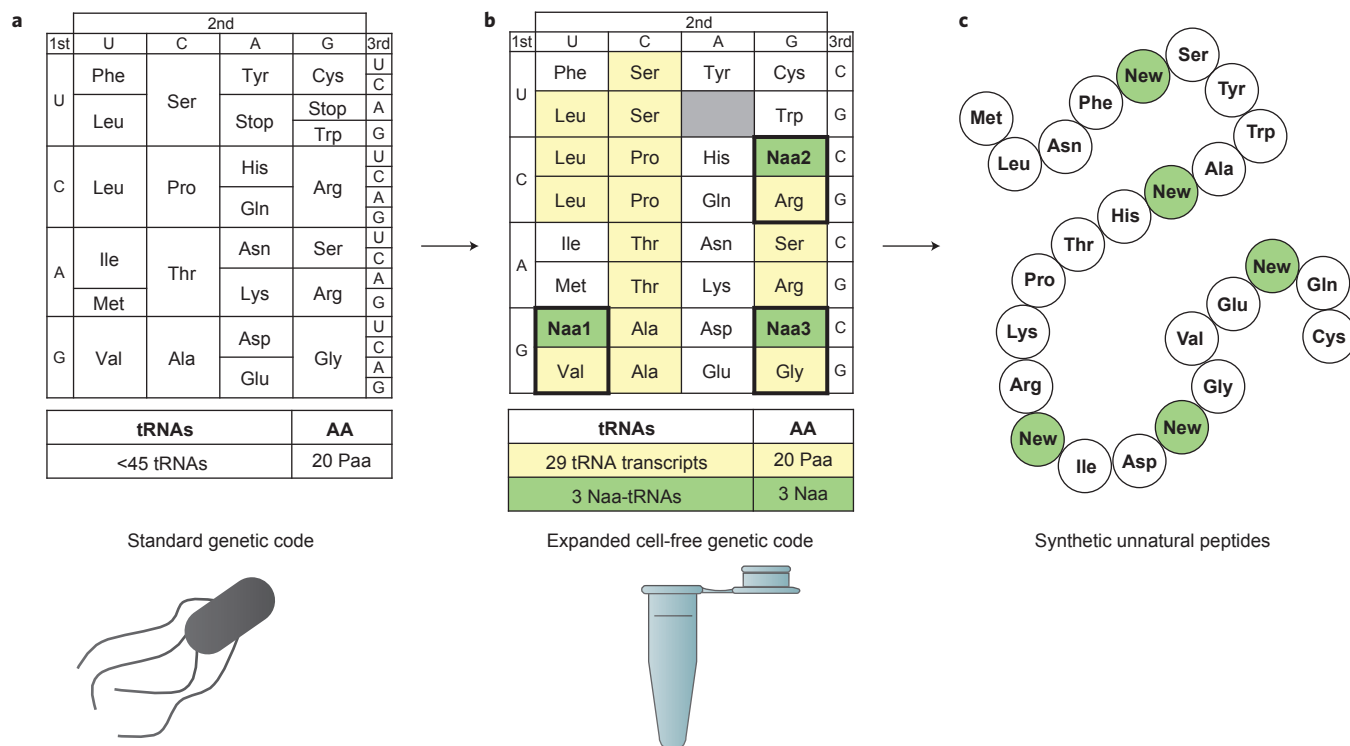 a
2nd
1st U C A G 3rd
U Phe Ser Tyr Cys U
C
Leu Stop Stop A
Trp G
C Leu Pro His Arg U
C
Gln A
G
A Ile Thr Asn Ser U
C
Lys Arg A
Met G
G Val Ala Asp Gly U
C
Glu A
G
tRNAs AA
<45 tRNAs 20 Paa
Standard genetic code
b
2nd
1st U C A G 3rd
U Phe Ser Tyr Cys C
Leu Ser Trp G
C Leu Pro His Naa2 C
Leu Pro Gln Arg G
A Ile Thr Asn Ser C
Met Thr Lys Arg G
G Naa1 Ala Asp Naa3 C
Val Ala Glu Gly G
tRNAs AA
29 tRNA transcripts 20 Paa
3 Naa-tRNAs 3 Naa
Expanded cell-free genetic code
c
Met
Leu
Asn
Phe
New
Ser
Tyr
Trp
Ala
New
His
Thr
Pro
Lys
Arg
New
Ile
Asp
New
Gly
Val
Glu
New
Gln
Cys
Synthetic unnatural peptides